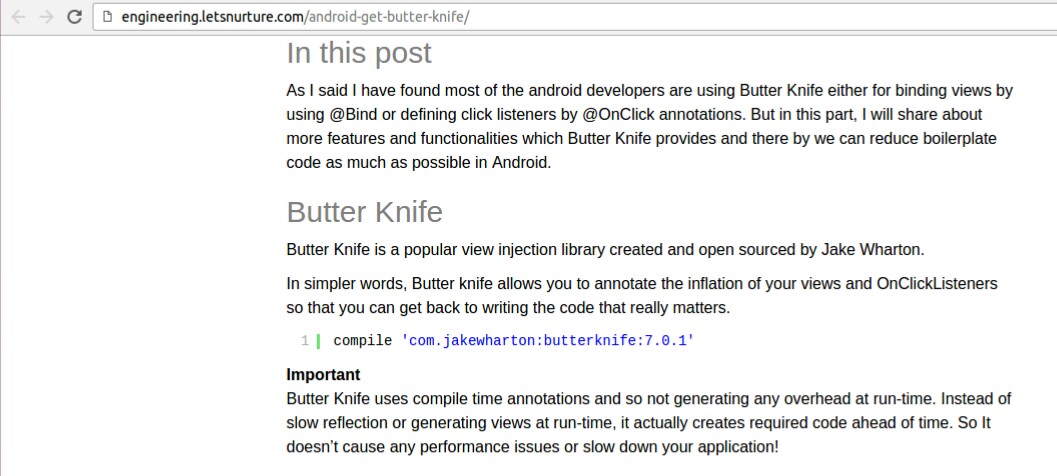 engineering.letsnurture.com/android-get-butter-knife/
In this post
As I said I have found most of the android developers are using Butter Knife either for binding views by
using @Bind or defining click listeners by @OnClick annotations. But in this part, I will share about
more features and functionalities which Butter Knife provides and there by we can reduce boilerplate
code as much as possible in Android.
Butter Knife
Butter Knife is a popular view injection library created and open sourced by Jake Wharton.
In simpler words, Butter knife allows you to annotate the inflation of your views and OnClickListeners
so that you can get back to writing the code that really matters.
1 compile 'com.jakewharton:butterknife:7.0.1'
Important
Butter Knife uses compile time annotations and so not generating any overhead at run-time. Instead of
slow reflection or generating views at run-time, it actually creates required code ahead of time. So It
doesn’t cause any performance issues or slow down your application!